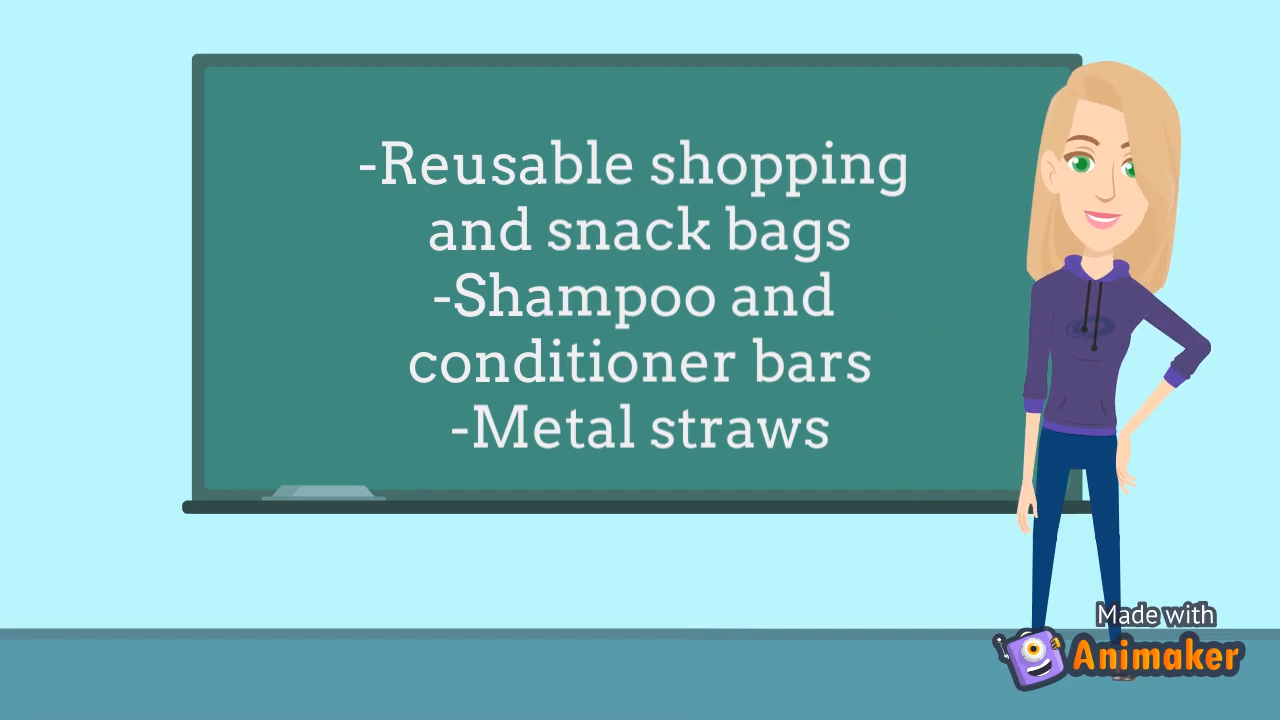 -Reusable shopping
and snack bags
-Shampoo and
conditioner bars
-Metal straws
Made with
Animaker